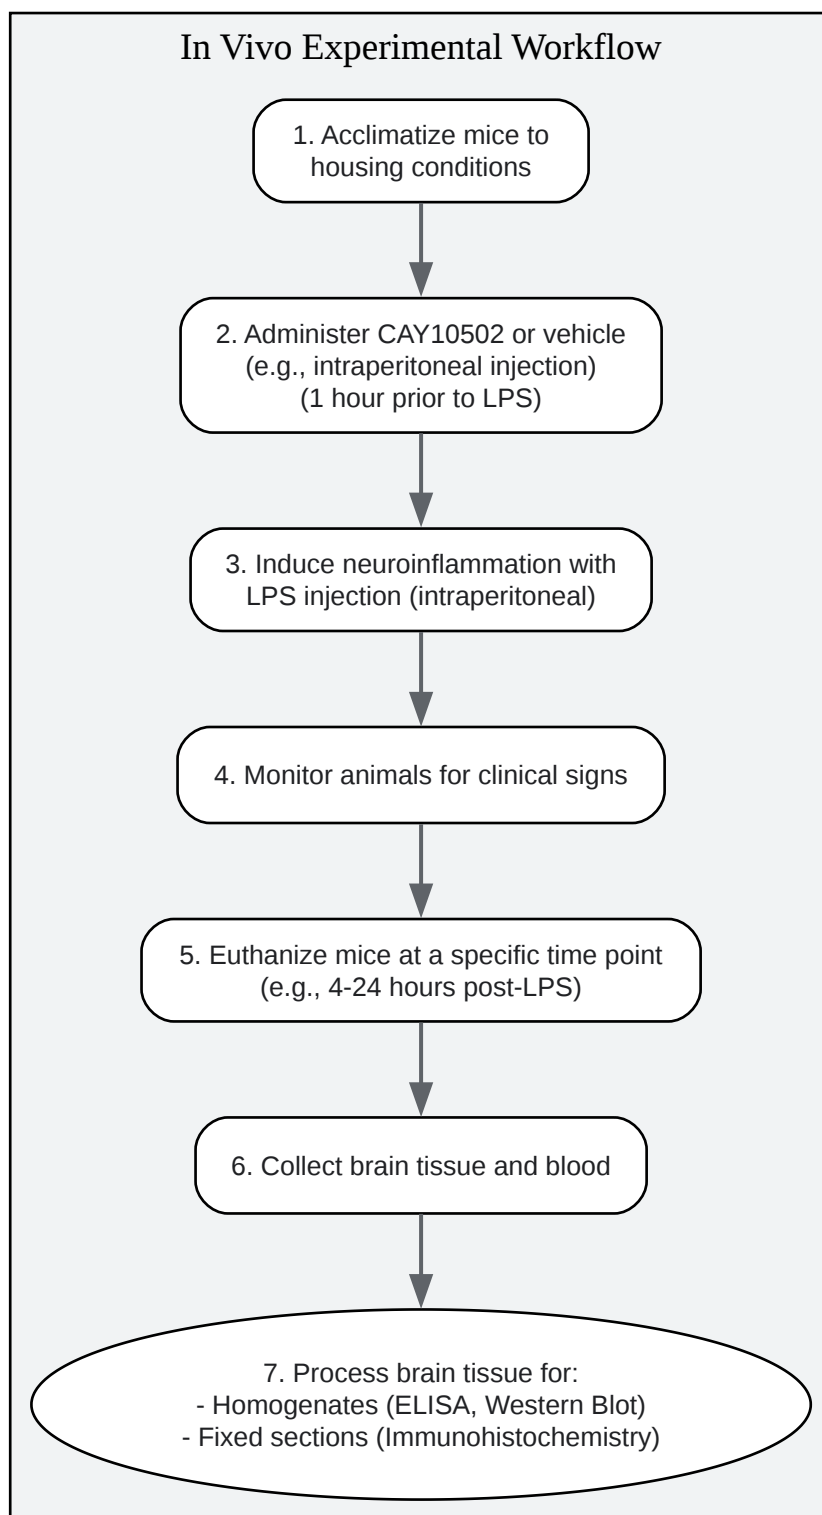 In Vivo Experimental Workflow
1. Acclimatize mice to
housing conditions
2. Administer CAY10502 or vehicle
(e.g., intraperitoneal injection)
(1 hour prior to LPS)
3. Induce neuroinflammation with
LPS injection (intraperitoneal)
4. Monitor animals for clinical signs
5. Euthanize mice at a specific time point
(e.g., 4-24 hours post-LPS)
6. Collect brain tissue and blood
7. Process brain tissue for:
- Homogenates (ELISA, Western Blot)
- Fixed sections (Immunohistochemistry)